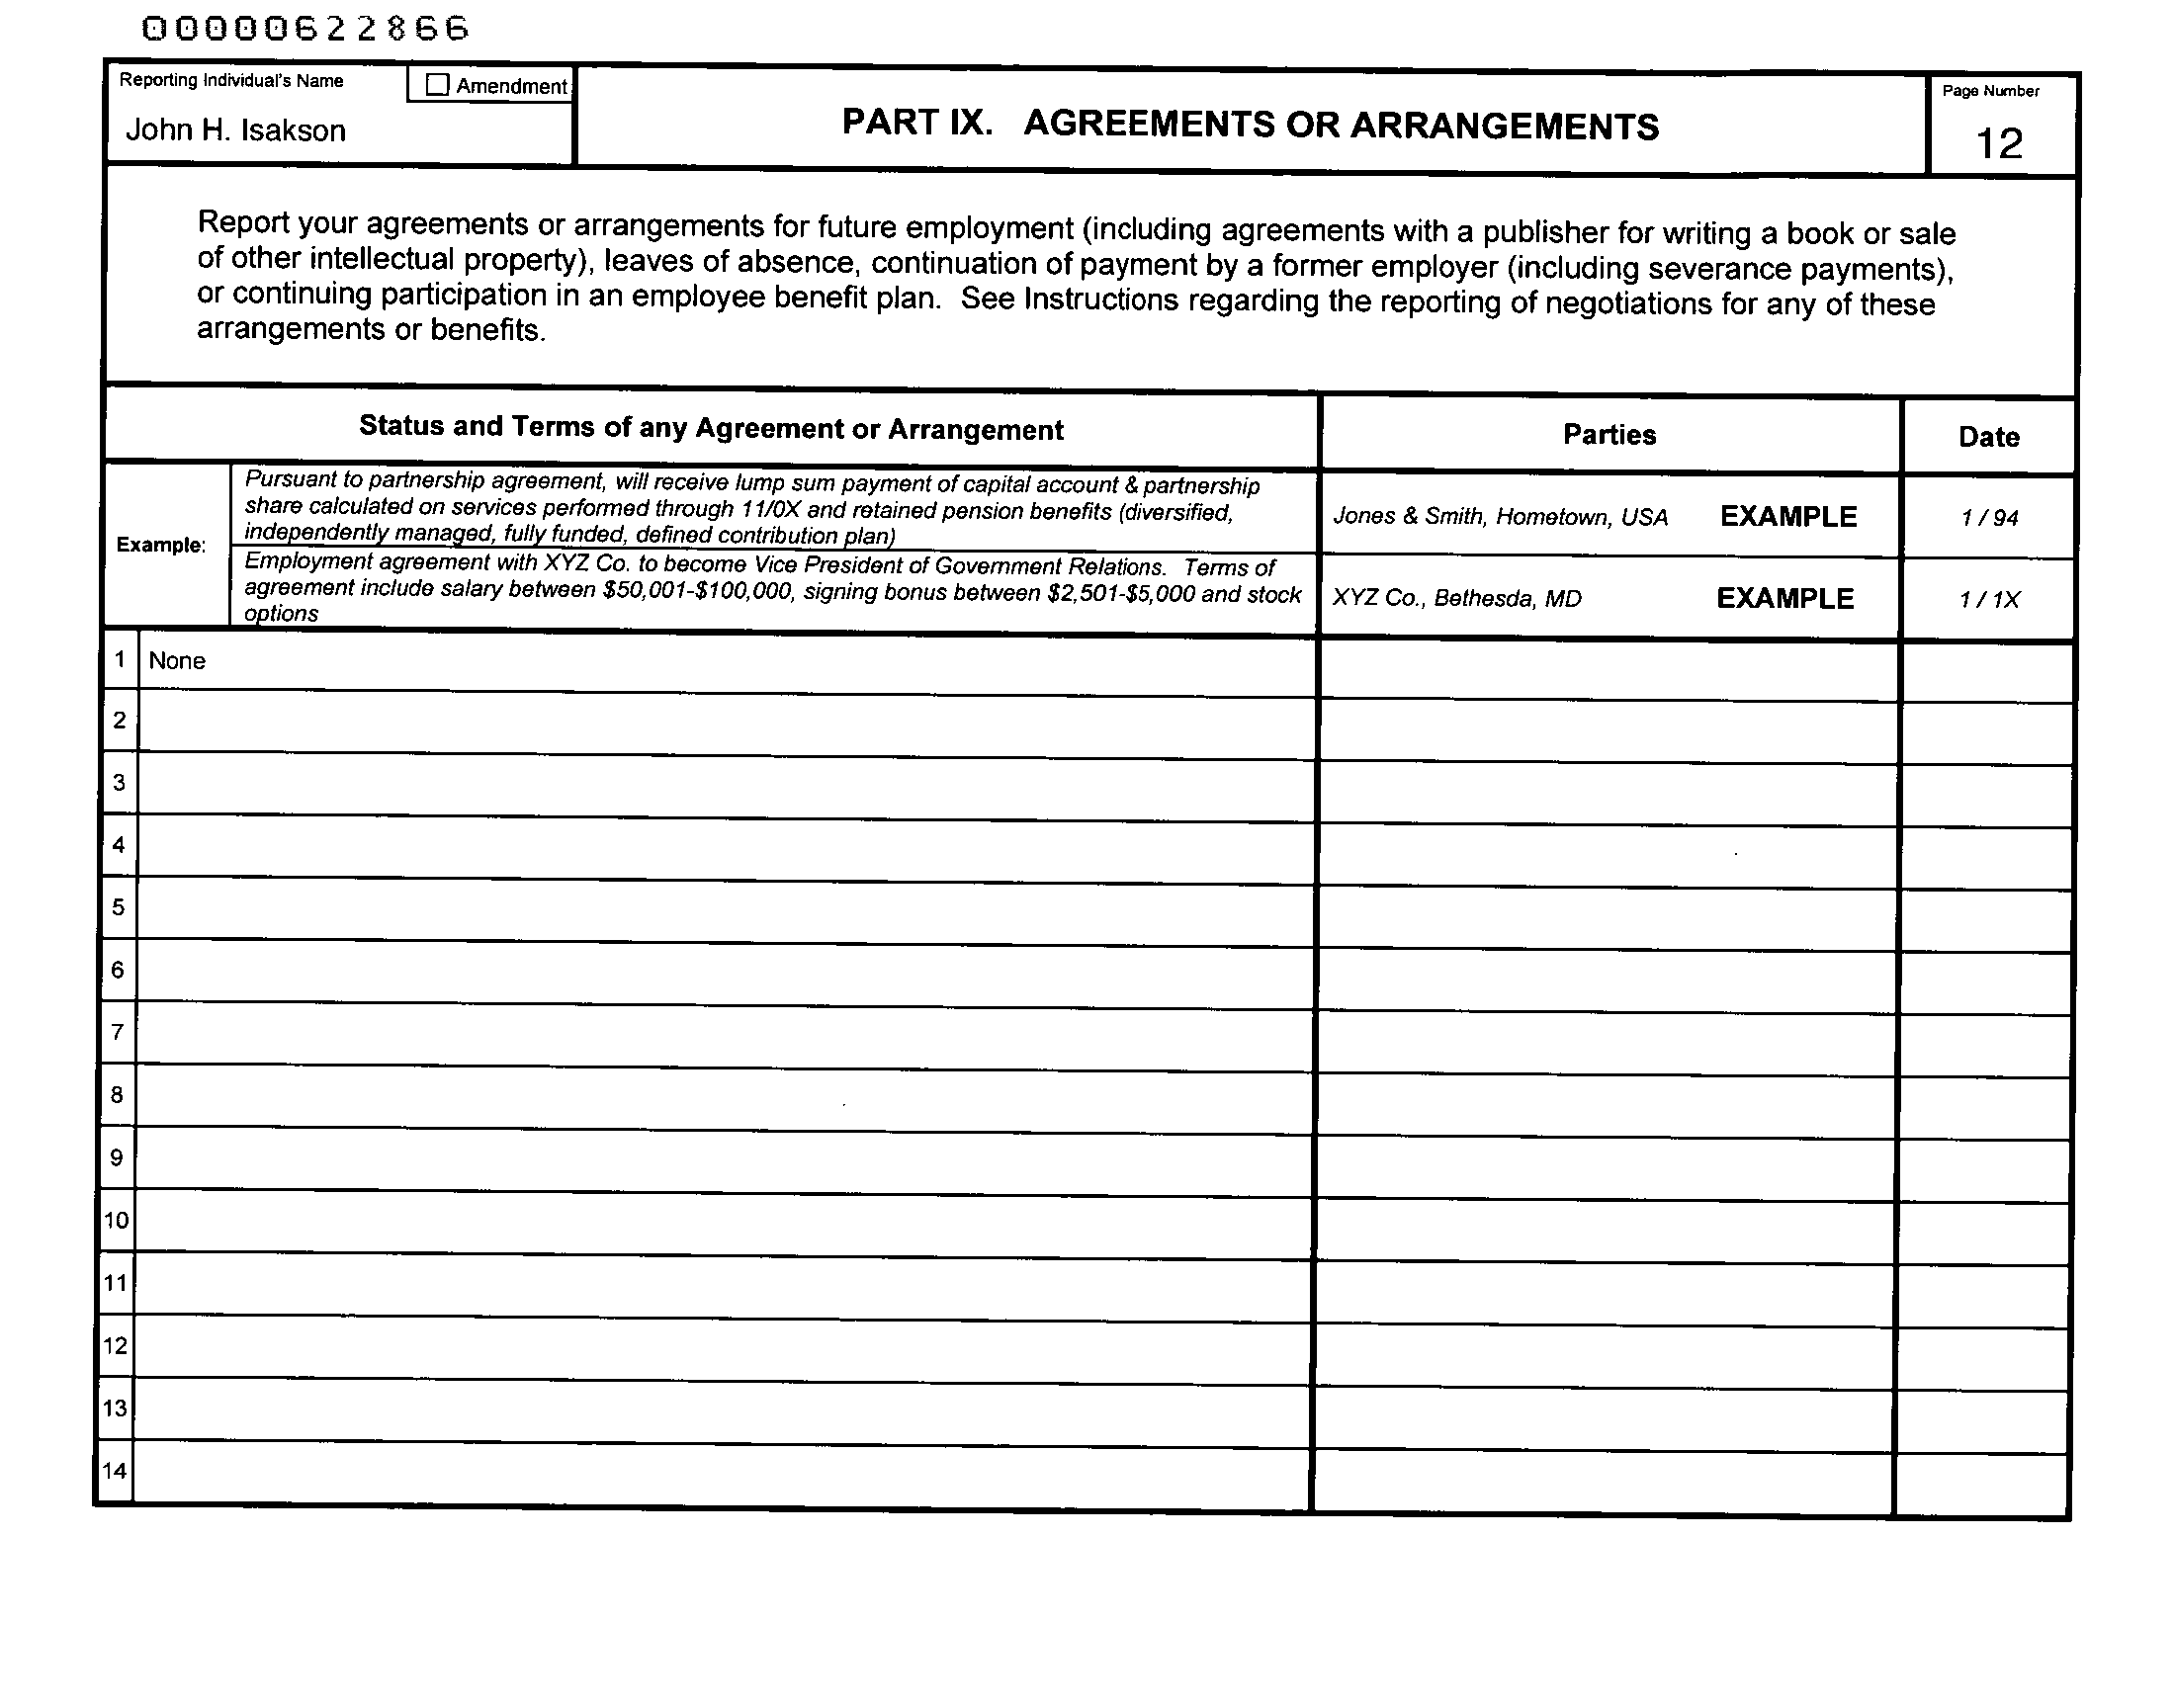 00000622866
Reporting Individual's Name
Amendment
John H. Isakson
PART IX. AGREEMENTS OR ARRANGEMENTS
Page Number
12
Report your agreements or arrangements for future employment (including agreements with a publisher for writing a book or sale
of other intellectual property), leaves of absence, continuation of payment by a former employer (including severance payments),
or continuing participation in an employee benefit plan. See Instructions regarding the reporting of negotiations for any of these
arrangements or benefits.
Status and Terms of any Agreement or Arrangement
Parties
Date
Example:
Pursuant to partnership agreement, will receive lump sum payment of capital account & partnership
share calculated on services performed through 11/0X and retained pension benefits (diversified,
independently managed, fully funded, defined contribution plan)
Jones & Smith, Hometown, USA EXAMPLE
1 / 94
Employment agreement with XYZ Co. to become Vice President of Government Relations. Terms of
agreement include salary between $50,001-$100,000, signing bonus between $2,501-$5,000 and stock
options
XYZ Co., Bethesda, MD EXAMPLE
1 / 1X
1 None
2
3
4
5
6
7
8
9
10
11
12
13
14